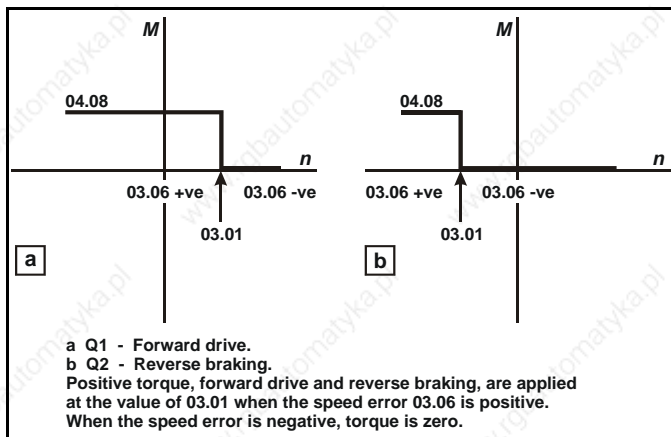 M
04.08
n
03.06 +ve 03.06 -ve
03.01
a
M
04.08
n
03.06 +ve 03.06 -ve
03.01
b
a Q1 - Forward drive.
b Q2 - Reverse braking.
Positive torque, forward drive and reverse braking, are applied
at the value of 03.01 when the speed error 03.06 is positive.
When the speed error is negative, torque is zero.
www.rgbautomatyka.pl